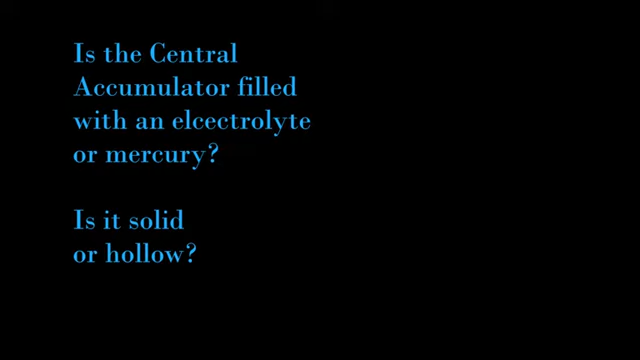 Is the Central
Accumulator filled
with an elcectrolyte
or mercury?
Is it solid
or hollow?